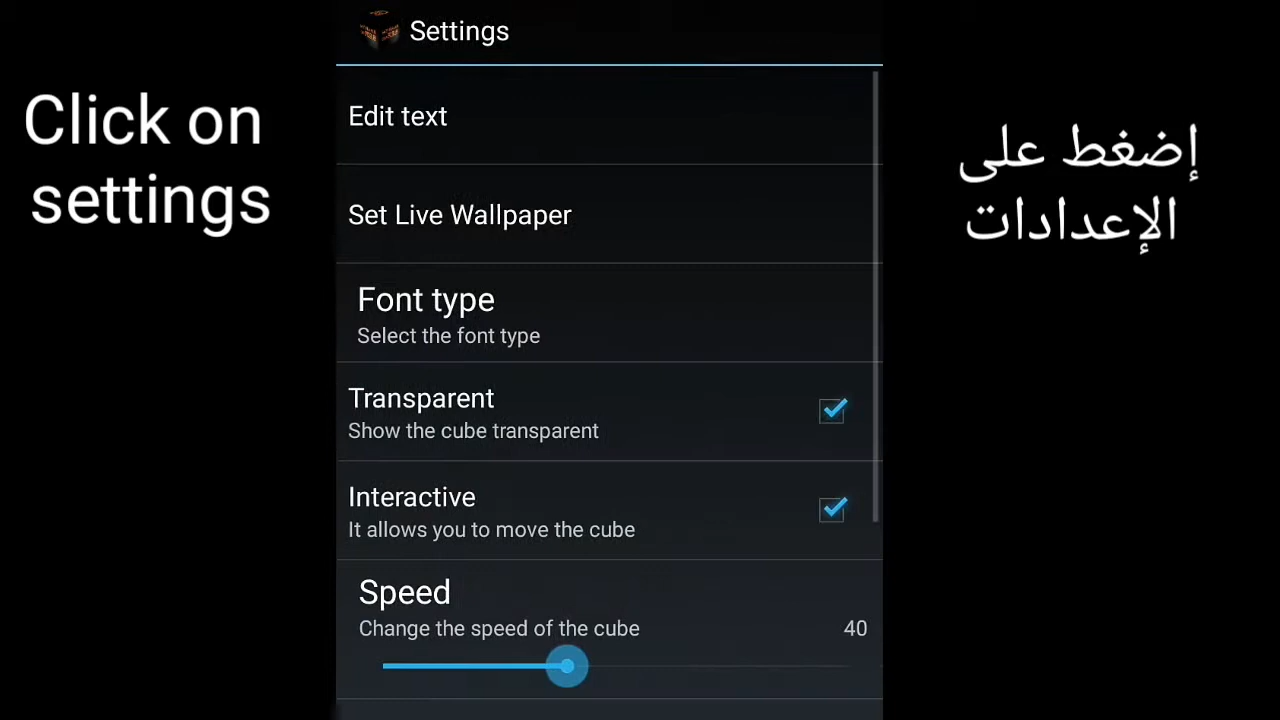 Click on
settings
Settings
Edit text
Set Live Wallpaper
Font type
Select the font type
Transparent
Show the cube transparent
Interactive
It allows you to move the cube
Speed
Change the speed of the cube
40
إضغط على
الإعدادات